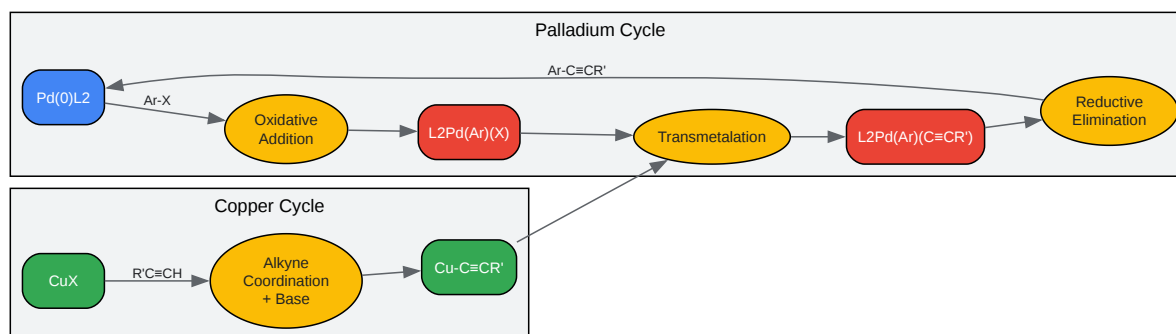 Palladium Cycle
Ar-C≡CR'
Pd(0)L2
Ar-X
Oxidative
Addition
L2Pd(Ar)(X)
Transmetalation
L2Pd(Ar)(C≡CR')
Reductive
Elimination
Copper Cycle
CuX
R'C≡CH
Alkyne
Coordination
+ Base
Cu-C≡CR'